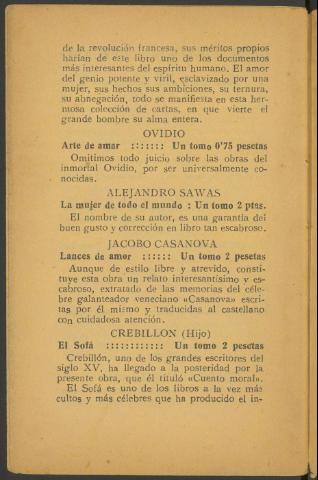 de la revolución francesa, sus méritos propios
harían de este libro uno de los documentos
más interesantes del espíritu humano. El amor
del genio potente y viril, esclavizado por una
mujer, sus hechos sus ambiciones, su ternura,
su abnegación, todo se manifiesta en esta her-
mosa colección de cartas, en que vierte el
grande hombre su alma entera.
OVIDIO
Arte de amar :::::: Un tomo 0'75 pesetas
Omitimos todo juicio sobre las obras del
inmorial Ovidio, por ser universalmente co-
nocidas.
ALEJANDRO SAWAS
La mujer de todo el mundo : Un tomo 2 ptas.
El nombre de su autor, es una garantía del
buen gusto y corrección en libro tan escabroso.
JACOBO CASANOVA
Lances de amor :::::: Un tomo 2 pesetas
Aunque de estilo libre y atrevido, consti-
tuye esta obra un relato interesantísimo y es-
cabroso, extratado de las memorias del céle-
bre galanteador veneciano «Casanova» escri-
tas por él mismo y traducidas al castellano
con cuidadosa atención.
CREBILLON (Hijo)
El Sofá :::::::::::: Un tomo 2 pesetas
Crebillón, uno de los grandes escritores del
siglo XV, ha llegado a la posteridad por la
presente obra, que él tituló «Cuento moral».
El Sofá es uno de los libros a la vez más
cultos y más célebres que ha producido el in-